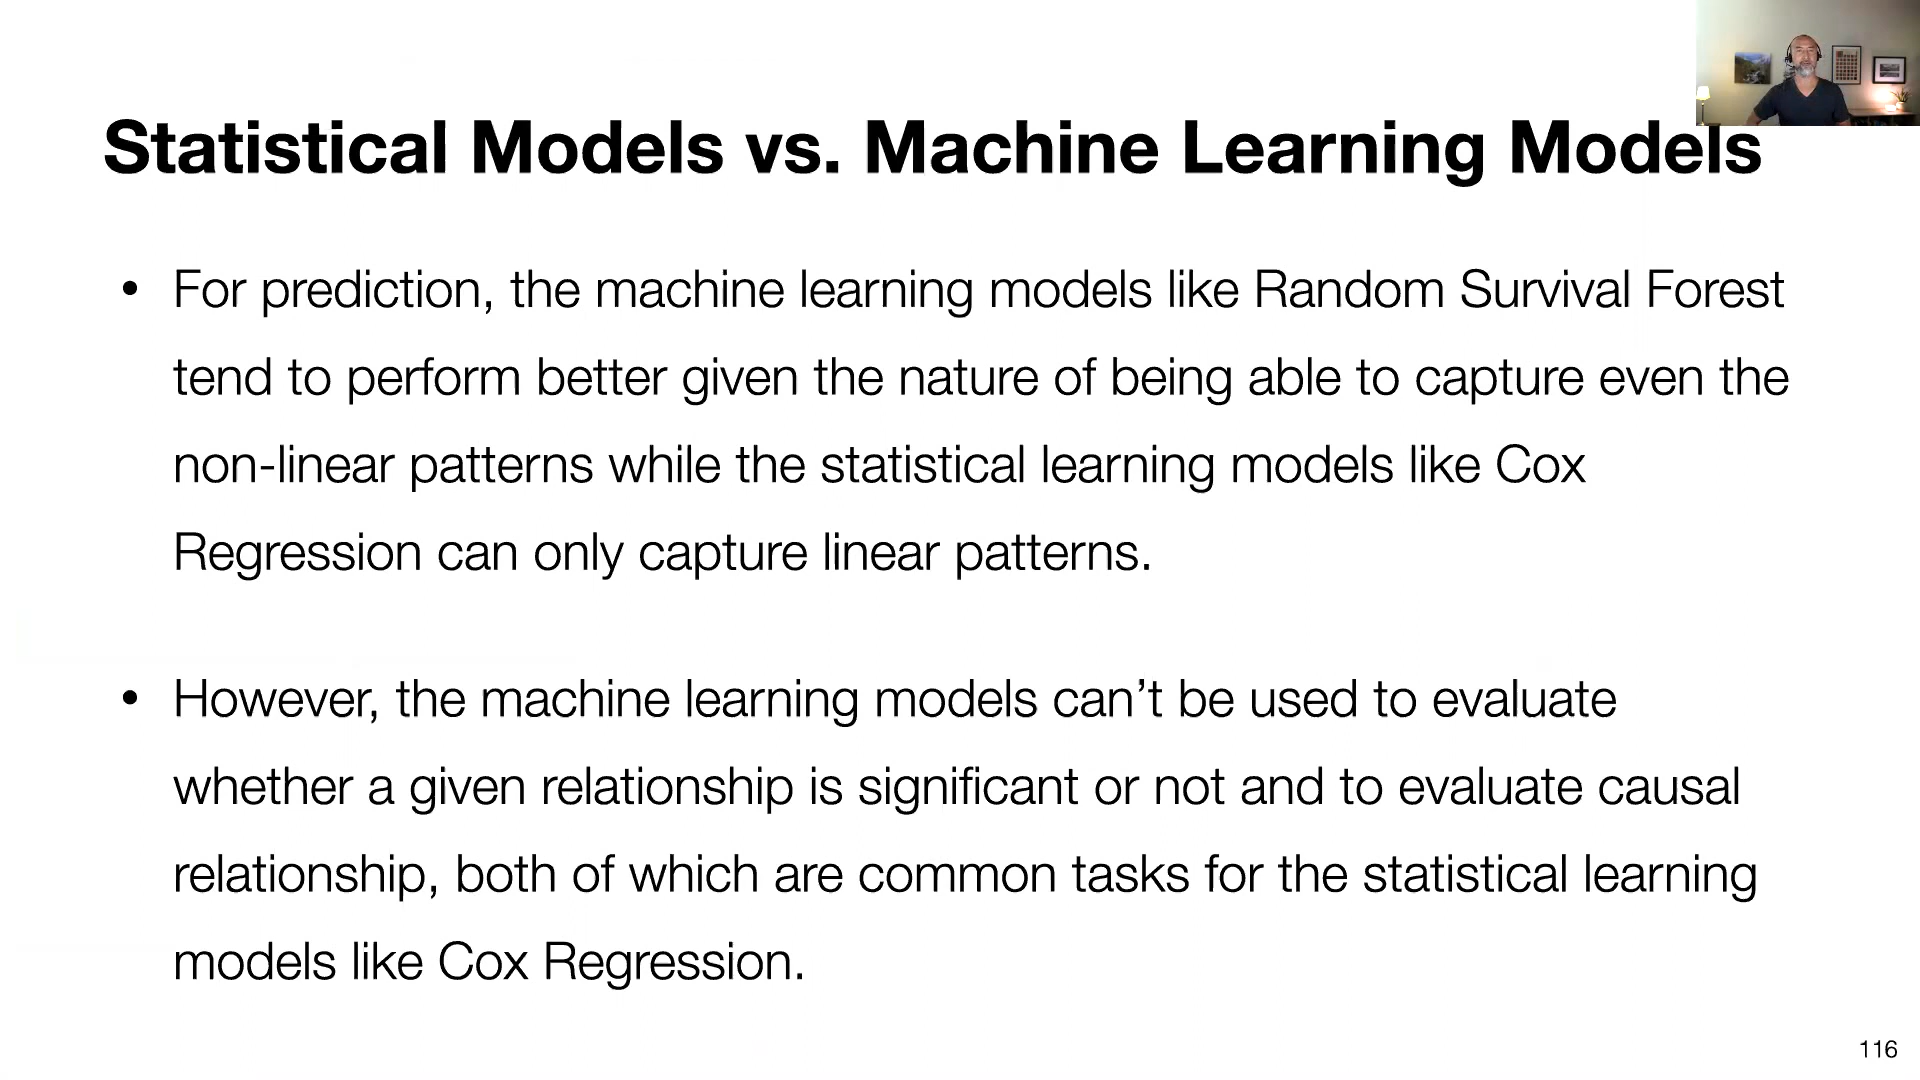 Statistical Models vs. Machine Learning Models
• For prediction, the machine learning models like Random Survival Forest
tend to perform better given the nature of being able to capture even the
non-linear patterns while the statistical learning models like Cox
Regression can only capture linear patterns.
• However, the machine learning models can’t be used to evaluate
whether a given relationship is significant or not and to evaluate causal
relationship, both of which are common tasks for the statistical learning
models like Cox Regression.
116